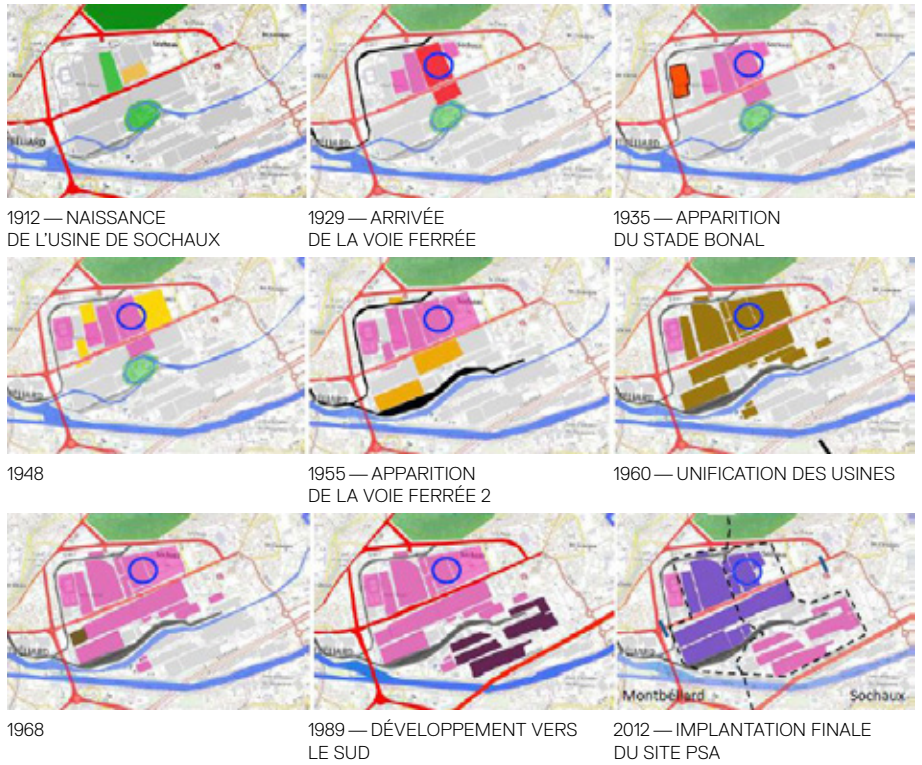 1912 — NAISSANCE
DE L'USINE DE SOCHAUX
1929 — ARRIVÉE
DE LA VOIE FERRÉE
1935 — APPARITION
DU STADE BONAL
1948
1955 — APPARITION
DE LA VOIE FERRÉE 2
1960 — UNIFICATION DES USINES
1968
1989 — DÉVELOPPEMENT VERS
LE SUD
Montbéliard
Sochaux
2012 — IMPLANTATION FINALE
DU SITE PSA